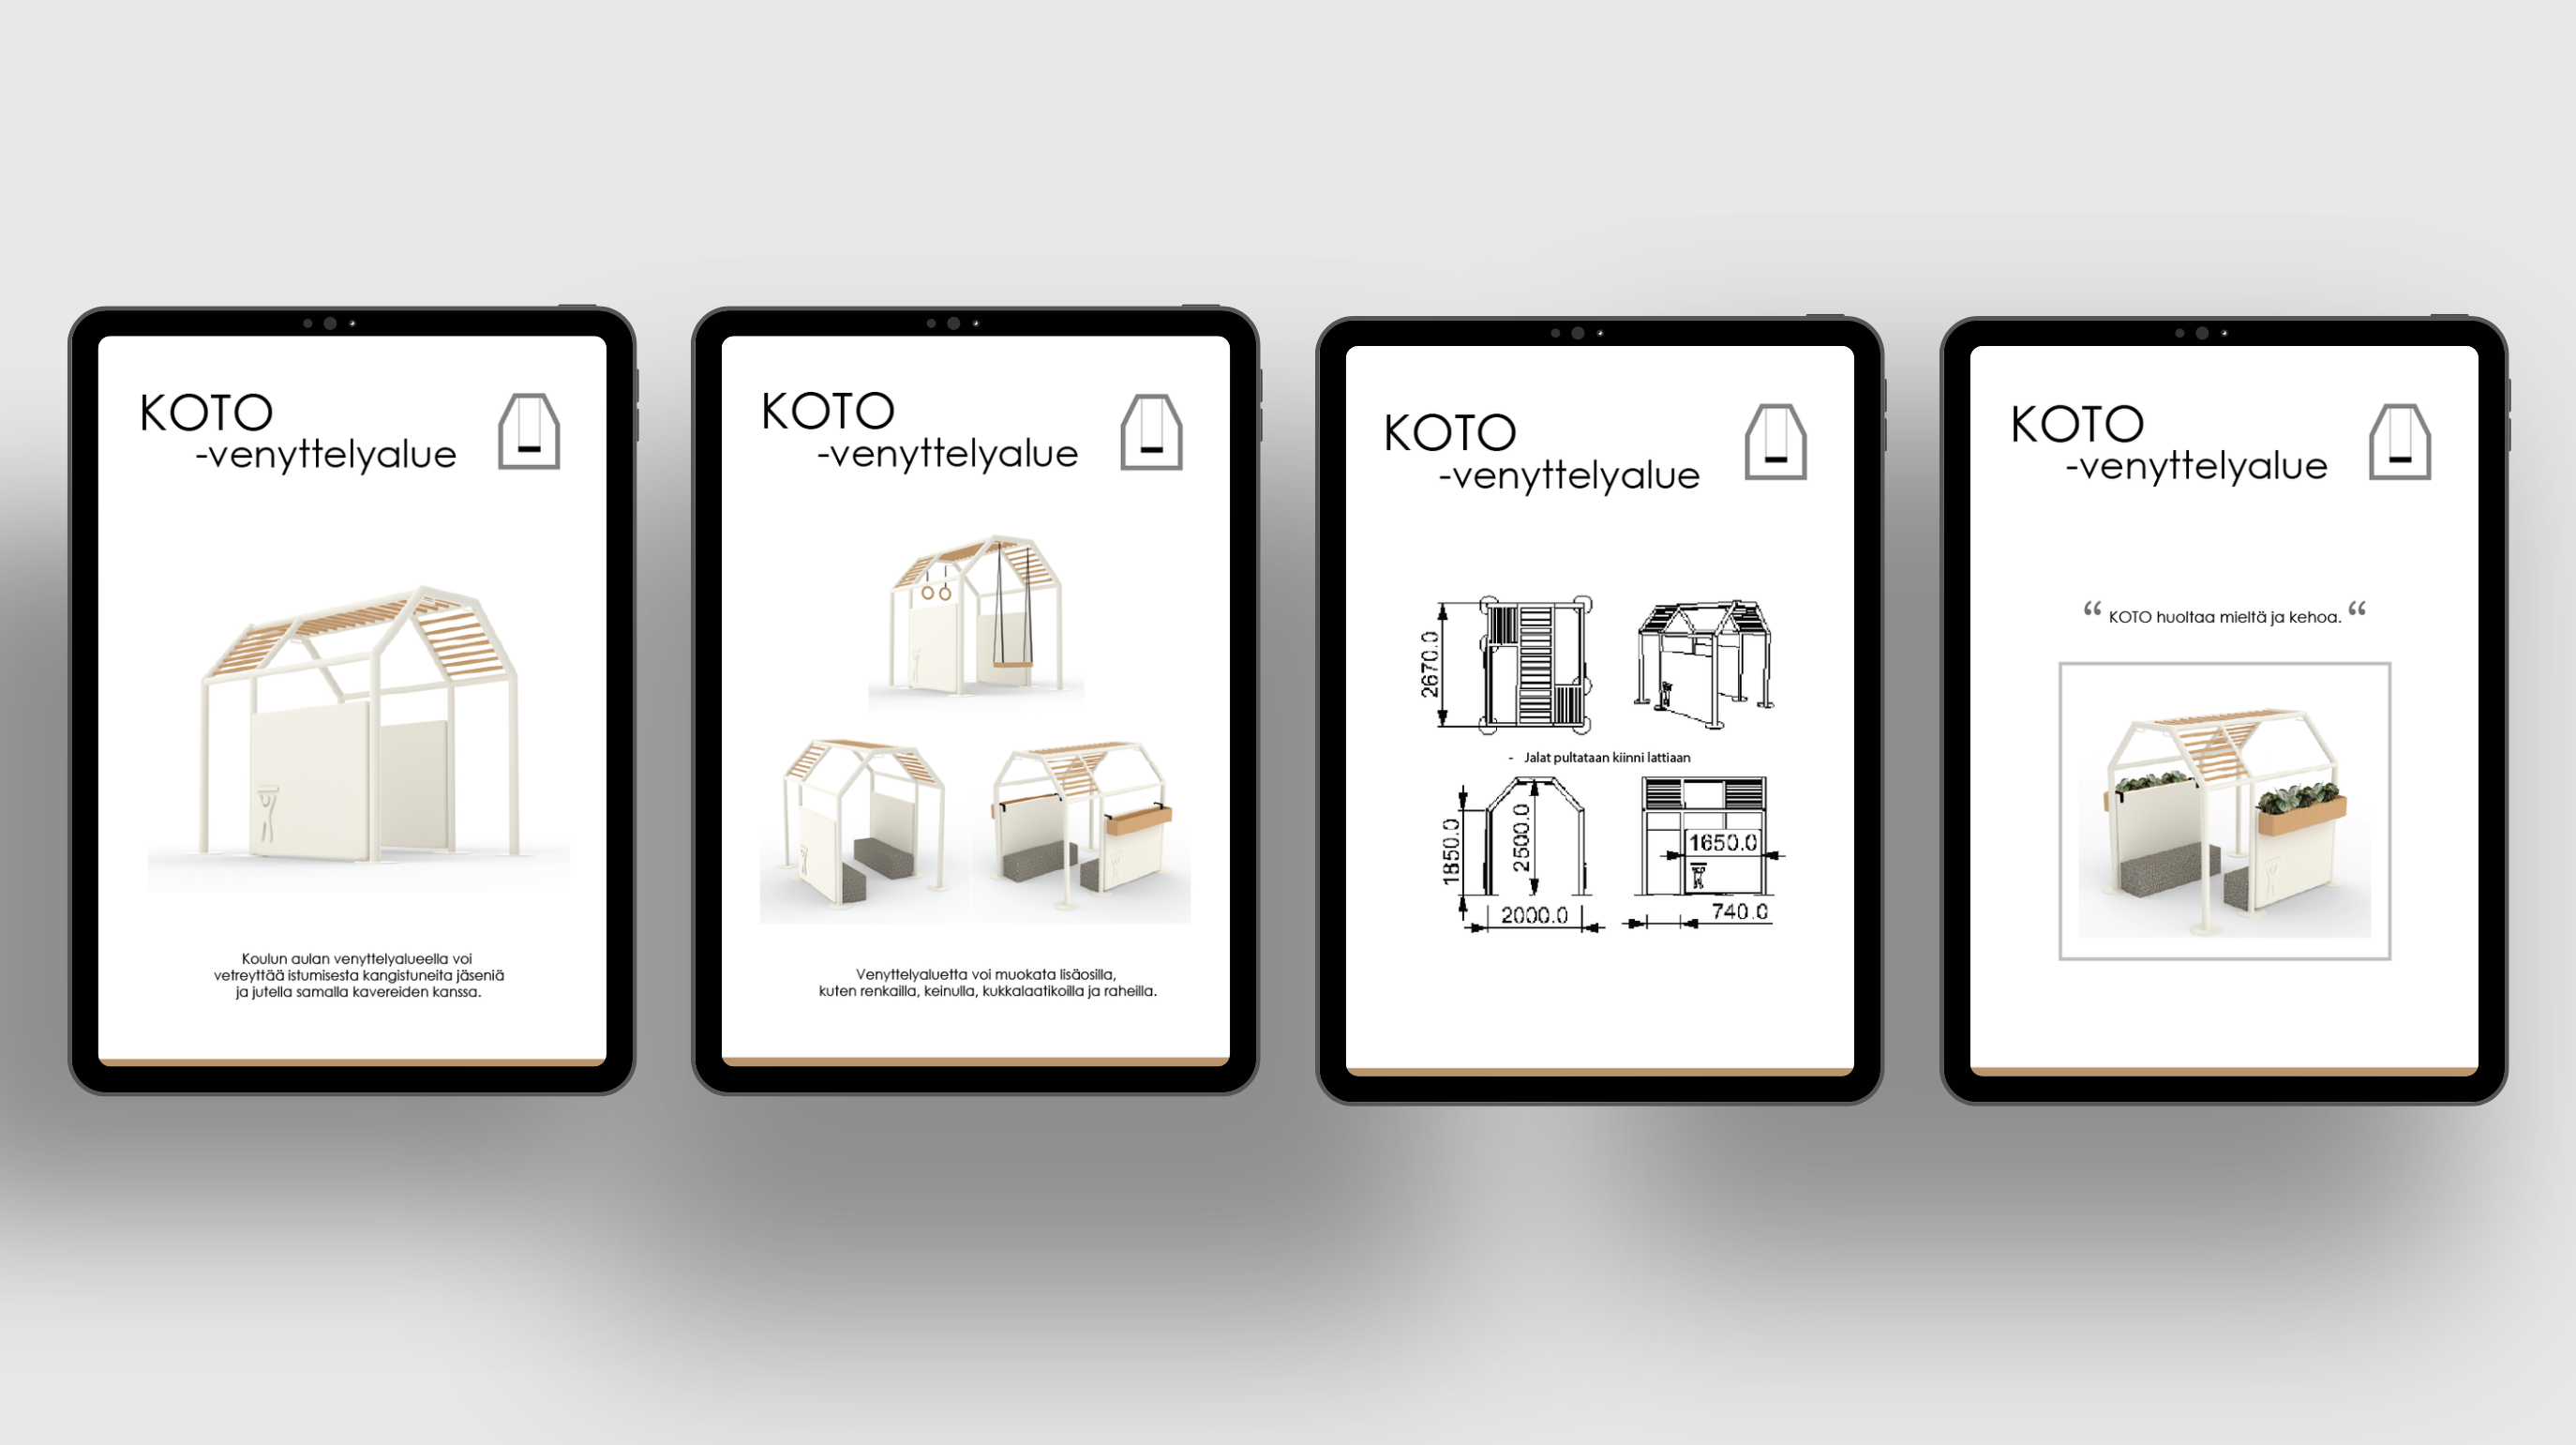 KOTO
-venyttelyalue
Koulun aulan venyttelyalueella voi
vetreyttää istumisesta kangistuneita jäseniä
ja jutella samalla kavereiden kanssa.
KOTO
-venyttelyalue
Venyttelyaluetta voi muokata lisäosilla,
kuten renkailla, keinulla, kukkalaatikoilla ja raheilla.
KOTO
-venyttelyalue
2670.0
- Jalat pultataan kiinni lattiaan
1850.0
2500.0
2000.0
1650.0
740.0
KOTO
-venyttelyalue
“ KOTO huoltaa mieltä ja kehoa. “